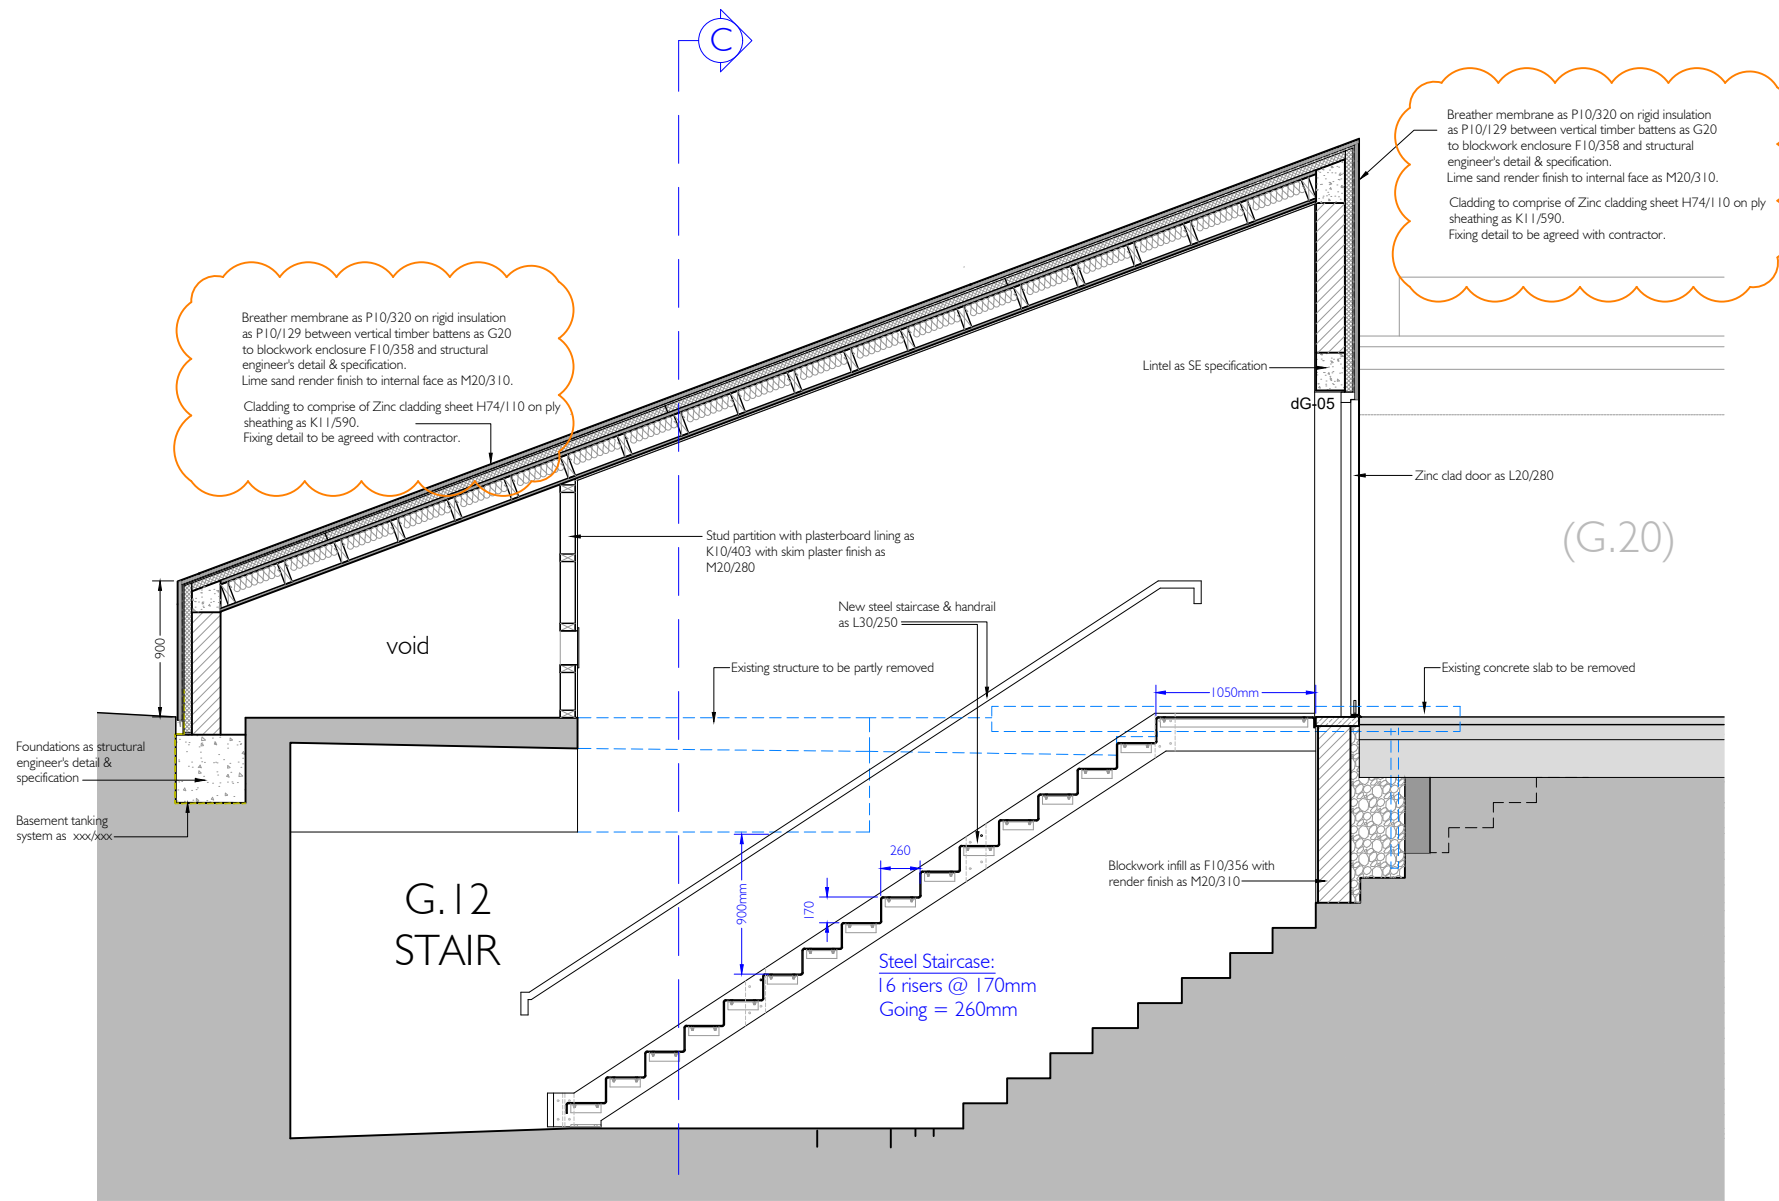 C
Breather membrane as P10/320 on rigid insulation
as P10/129 between vertical timber battens as G20
to blockwork enclosure F10/358 and structural
engineer's detail & specification.
Lime sand render finish to internal face as M20/310.
Cladding to comprise of Zinc cladding sheet H74/110 on ply
sheathing as K11/590.
Fixing detail to be agreed with contractor.
Breather membrane as P10/320 on rigid insulation
as P10/129 between vertical timber battens as G20
to blockwork enclosure F10/358 and structural
engineer's detail & specification.
Lime sand render finish to internal face as M20/310.
Cladding to comprise of Zinc cladding sheet H74/110 on ply
sheathing as K11/590.
Fixing detail to be agreed with contractor.
Lintel as SE specification
dG-05
Zinc clad door as L20/280
(G.20)
Stud partition with plasterboard lining as
K10/403 with skim plaster finish as
M20/280
900
void
New steel staircase & handrail
as L30/250
Existing structure to be partly removed
Existing concrete slab to be removed
1050mm
Foundations as structural
engineer's detail &
specification
Basement tanking
system as xxx/xxx
260
170
900mm
Blockwork infill as F10/356 with
render finish as M20/310
G.12
STAIR
Steel Staircase:
16 risers @ 170mm
Going = 260mm